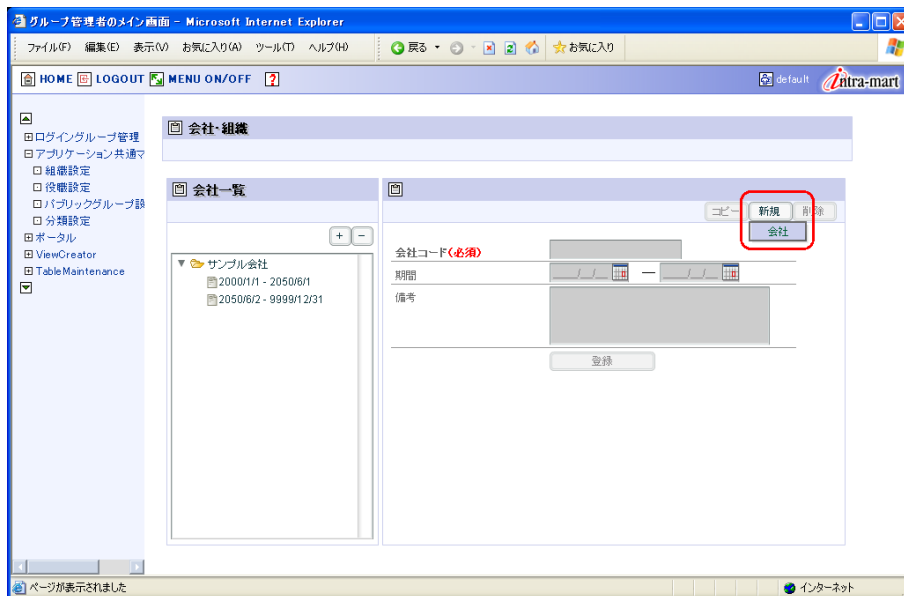 グループ管理者のメイン画面 - Microsoft Internet Explorer
ファイル(F) 編集(E) 表示(V) お気に入り(A) ツール(T) ヘルプ(H) 戻る お気に入り
HOME LOGOUT MENU ON/OFF ? default intra-mart
ログイングループ管理
アプリケーション共通マ
組織設定
役職設定
パブリックグループ設
分類設定
ポータル
ViewCreator
TableMaintenance
会社・組織
会社一覧
+ -
サンプル会社
2000/1/1 - 2050/6/1
2050/6/2 - 9999/12/31
コピー 新規 削除
会社
会社コード(必須)
期間 __/_/__ — __/_/__
備考
登録
ページが表示されました インターネット